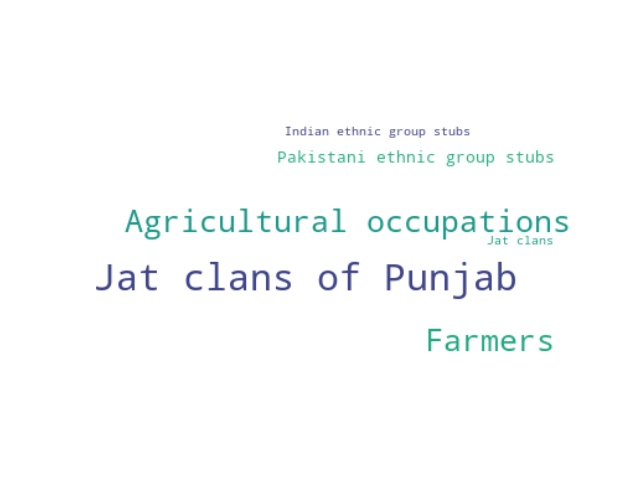 Indian ethnic group stubs
Pakistani ethnic group stubs
Agricultural occupations
Jat clans
Jat clans of Punjab
Farmers